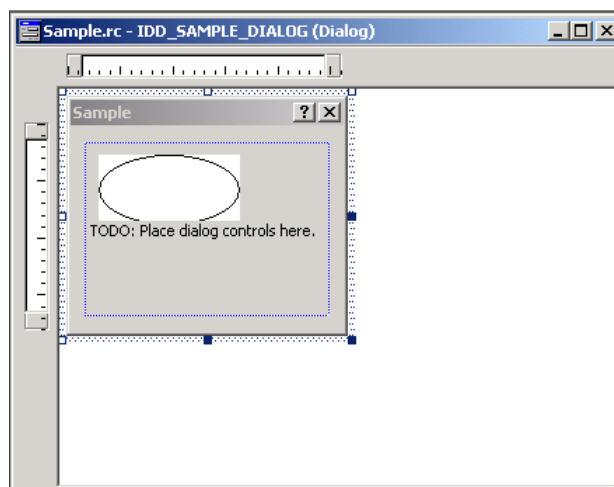 Sample.rc - IDD_SAMPLE_DIALOG (Dialog)
Sample
TODO: Place dialog controls here.